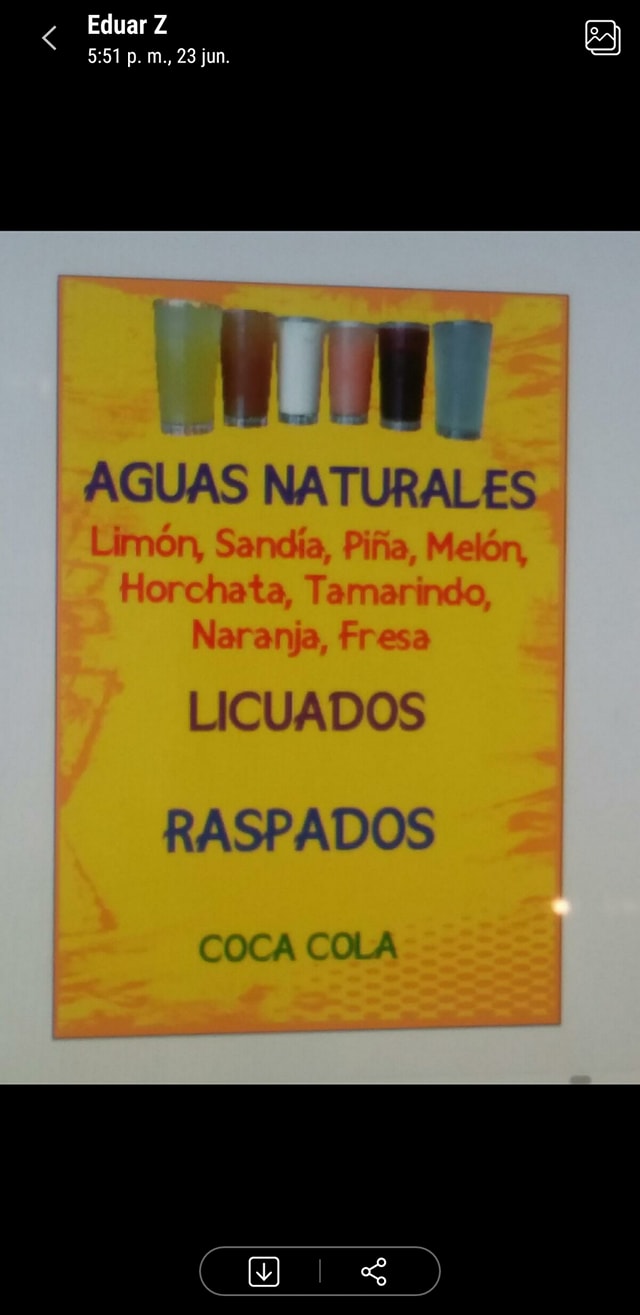 Eduar Z
5:51 p. m., 23 jun.
AGUAS NATURALES
Limón, Sandía, Piña, Melón,
Horchata, Tamarindo,
Naranja, Fresa
LICUADOS
RASPADOS
COCA COLA